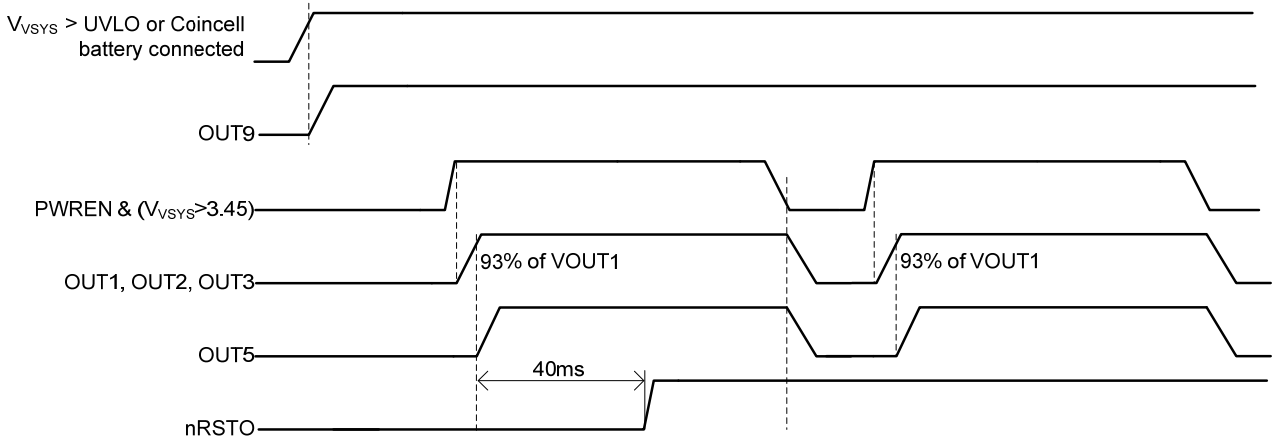 VVSYS > UVLO or Coincell
battery connected
OUT9
PWREN & (VVSYS>3.45)
OUT1, OUT2, OUT3
93% of VOUT1
93% of VOUT1
OUT5
40ms
nRSTO